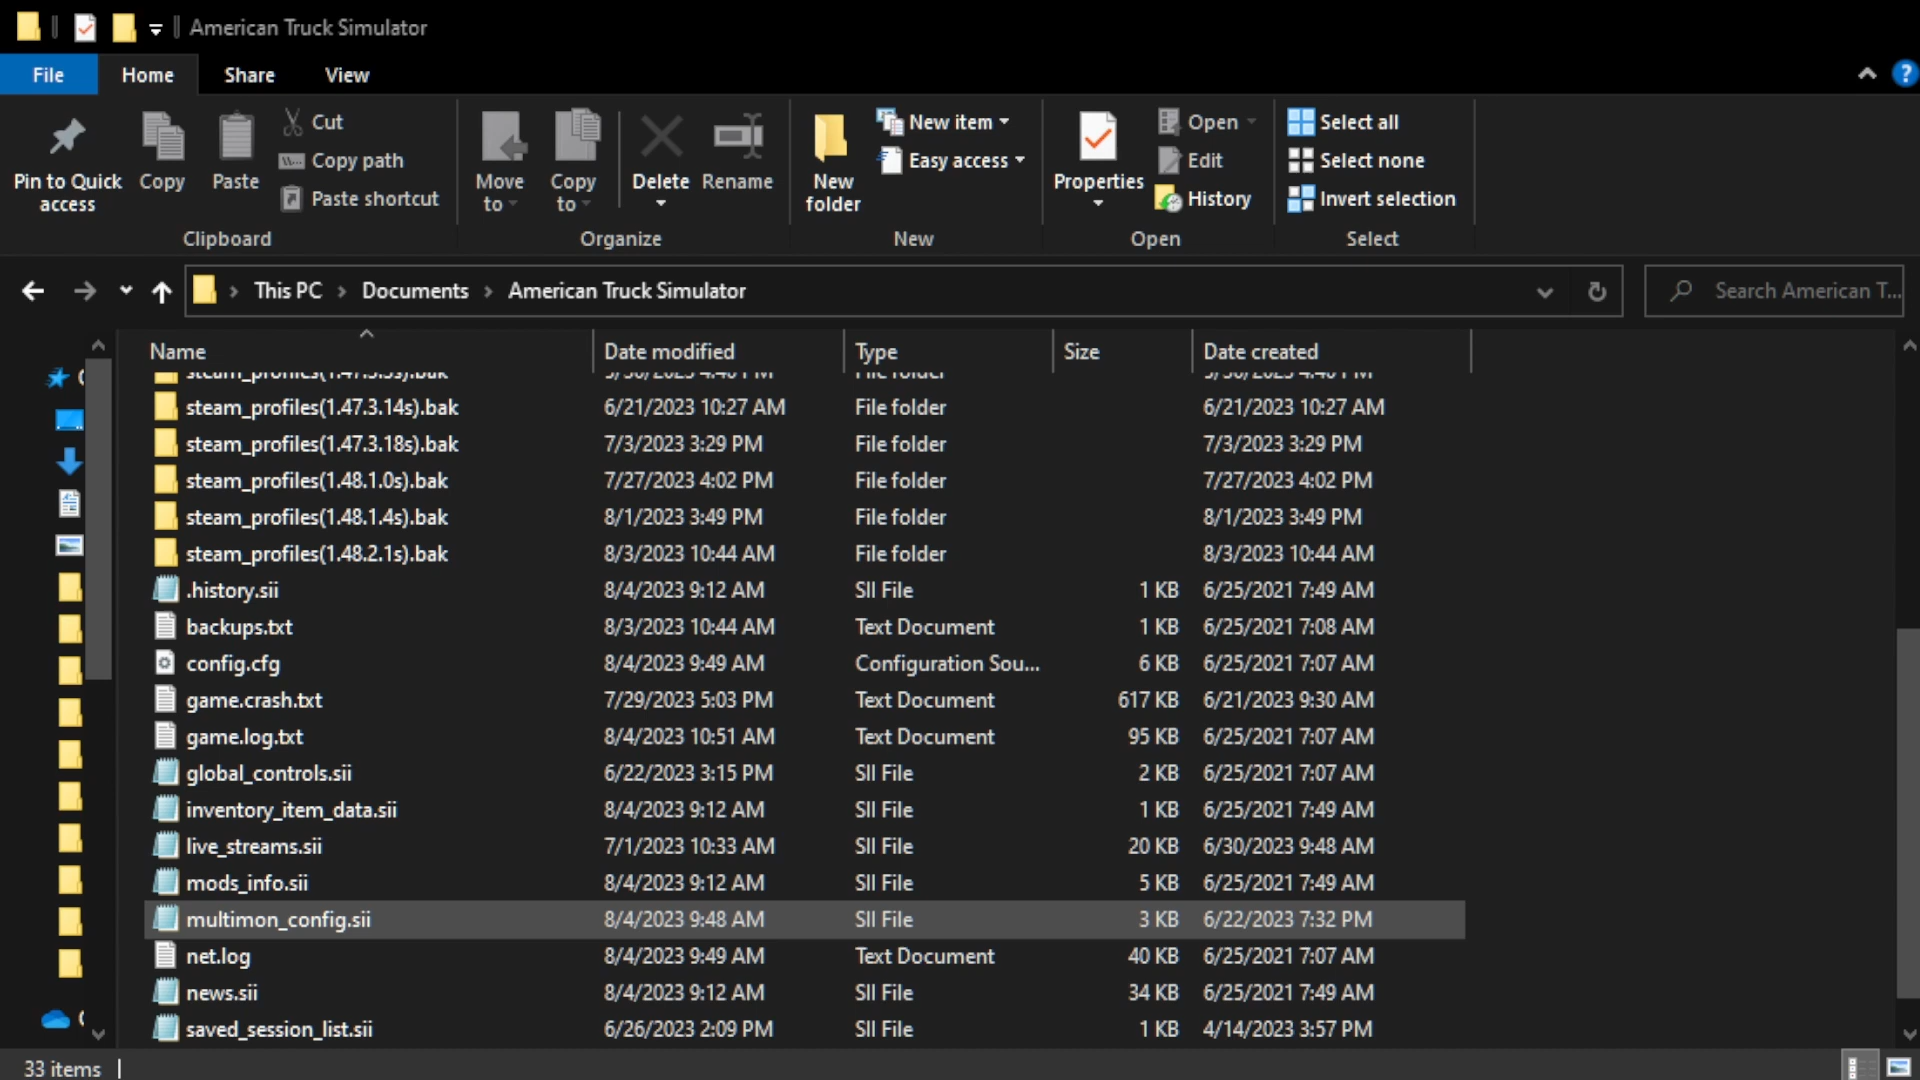 American Truck Simulator
File Home Share View
Pin to Quick access
Copy
Paste
Cut
Copy path
Paste shortcut
Clipboard
Move to
Copy to
Delete
Rename
Organize
New folder
New item
Easy access
New
Properties
Open
Edit
History
Open
Select all
Select none
Invert selection
Select
This PC > Documents > American Truck Simulator
Search American T...
Name Date modified Type Size Date created
steam_profiles(1.47.3.14s).bak 6/21/2023 10:27 AM File folder 6/21/2023 10:27 AM
steam_profiles(1.47.3.18s).bak 7/3/2023 3:29 PM File folder 7/3/2023 3:29 PM
steam_profiles(1.48.1.0s).bak 7/27/2023 4:02 PM File folder 7/27/2023 4:02 PM
steam_profiles(1.48.1.4s).bak 8/1/2023 3:49 PM File folder 8/1/2023 3:49 PM
steam_profiles(1.48.2.1s).bak 8/3/2023 10:44 AM File folder 8/3/2023 10:44 AM
.history.sii 8/4/2023 9:12 AM SII File 1 KB 6/25/2021 7:49 AM
backups.txt 8/3/2023 10:44 AM Text Document 1 KB 6/25/2021 7:08 AM
config.cfg 8/4/2023 9:49 AM Configuration Sou... 6 KB 6/25/2021 7:07 AM
game.crash.txt 7/29/2023 5:03 PM Text Document 617 KB 6/21/2023 9:30 AM
game.log.txt 8/4/2023 10:51 AM Text Document 95 KB 6/25/2021 7:07 AM
global_controls.sii 6/22/2023 3:15 PM SII File 2 KB 6/25/2021 7:07 AM
inventory_item_data.sii 8/4/2023 9:12 AM SII File 1 KB 6/25/2021 7:49 AM
live_streams.sii 7/1/2023 10:33 AM SII File 20 KB 6/30/2023 9:48 AM
mods_info.sii 8/4/2023 9:12 AM SII File 5 KB 6/25/2021 7:49 AM
multimon_config.sii 8/4/2023 9:48 AM SII File 3 KB 6/22/2023 7:32 PM
net.log 8/4/2023 9:49 AM Text Document 40 KB 6/25/2021 7:07 AM
news.sii 8/4/2023 9:12 AM SII File 34 KB 6/25/2021 7:49 AM
saved_session_list.sii 6/26/2023 2:09 PM SII File 1 KB 4/14/2023 3:57 PM
33 items